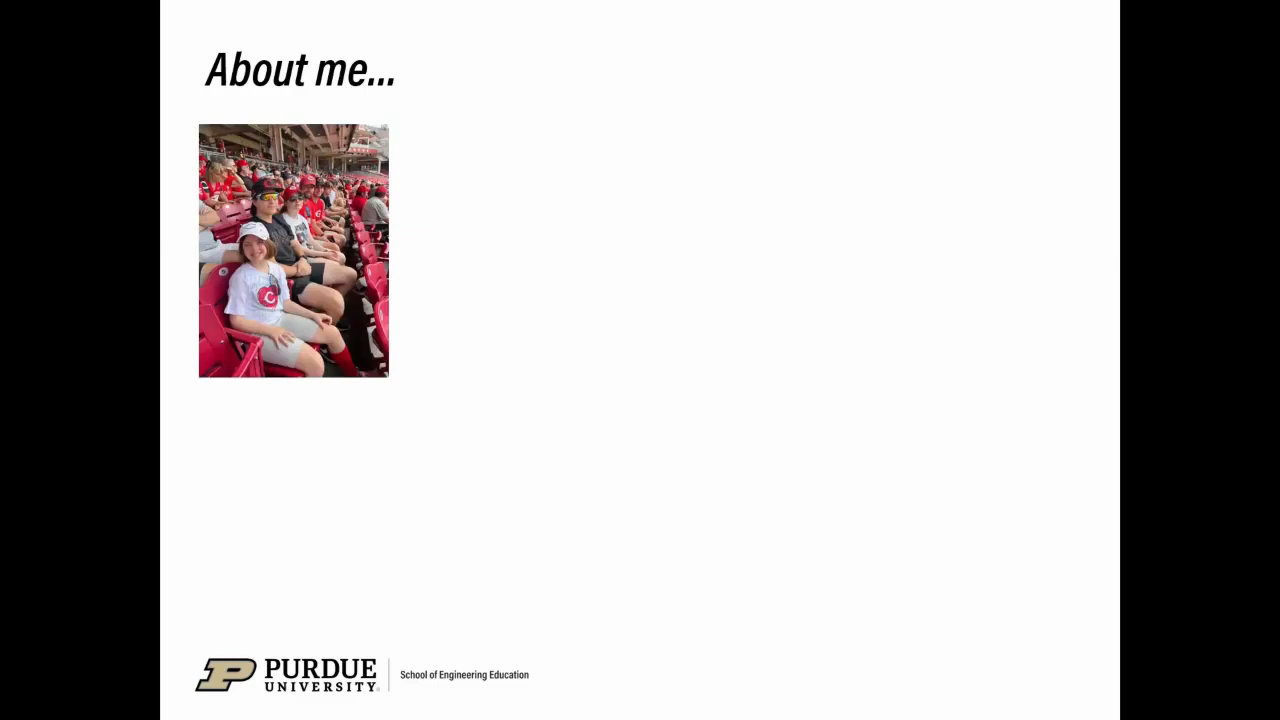 About me...
C
PURDUE
UNIVERSITY®
School of Engineering Education